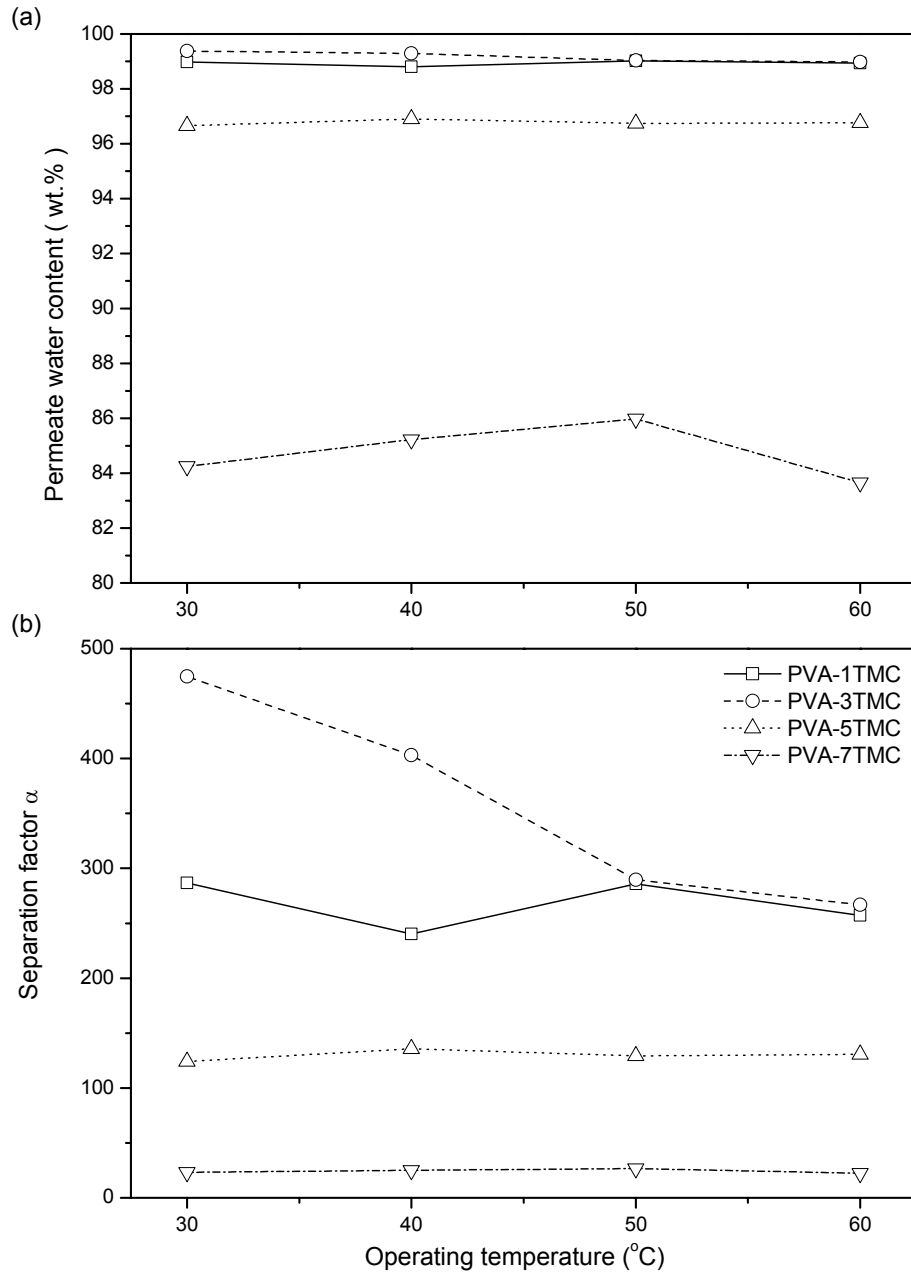 (a)
100
98
96
94
92
90
88
86
84
82
80
Permeate water content ( wt.% )
30 40 50 60
(b)
500
400
300
200
100
0
Separation factor α
PVA-1TMC
PVA-3TMC
PVA-5TMC
PVA-7TMC
30 40 50 60
Operating temperature (°C)